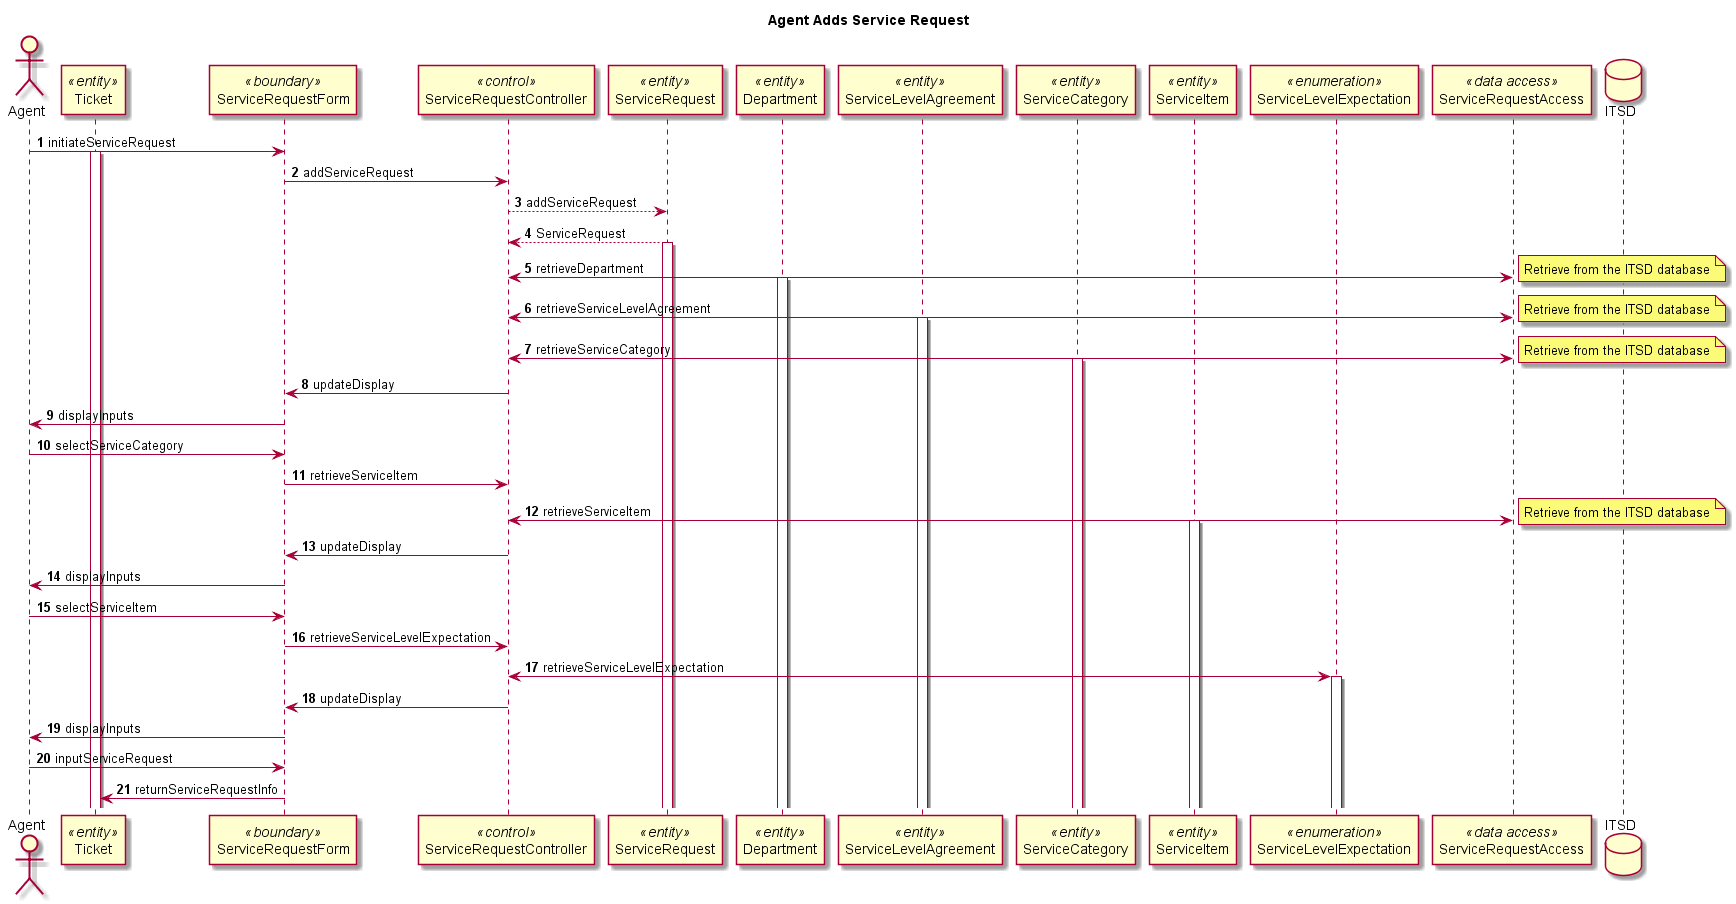 Agent Adds Service Request
Agent
«entity»
Ticket
«boundary»
ServiceRequestForm
«control»
ServiceRequestController
«entity»
ServiceRequest
«entity»
Department
«entity»
ServiceLevelAgreement
«entity»
ServiceCategory
«entity»
ServiceItem
«enumeration»
ServiceLevelExpectation
«data access»
ServiceRequestAccess
ITSD
1 initiateServiceRequest
2 addServiceRequest
3 addServiceRequest
4 ServiceRequest
5 retrieveDepartment
Retrieve from the ITSD database
6 retrieveServiceLevelAgreement
Retrieve from the ITSD database
7 retrieveServiceCategory
Retrieve from the ITSD database
8 updateDisplay
9 displayInputs
10 selectServiceCategory
11 retrieveServiceItem
12 retrieveServiceItem
Retrieve from the ITSD database
13 updateDisplay
14 displayInputs
15 selectServiceItem
16 retrieveServiceLevelExpectation
17 retrieveServiceLevelExpectation
18 updateDisplay
19 displayInputs
20 inputServiceRequest
21 returnServiceRequestInfo
Agent
«entity»
Ticket
«boundary»
ServiceRequestForm
«control»
ServiceRequestController
«entity»
ServiceRequest
«entity»
Department
«entity»
ServiceLevelAgreement
«entity»
ServiceCategory
«entity»
ServiceItem
«enumeration»
ServiceLevelExpectation
«data access»
ServiceRequestAccess
ITSD